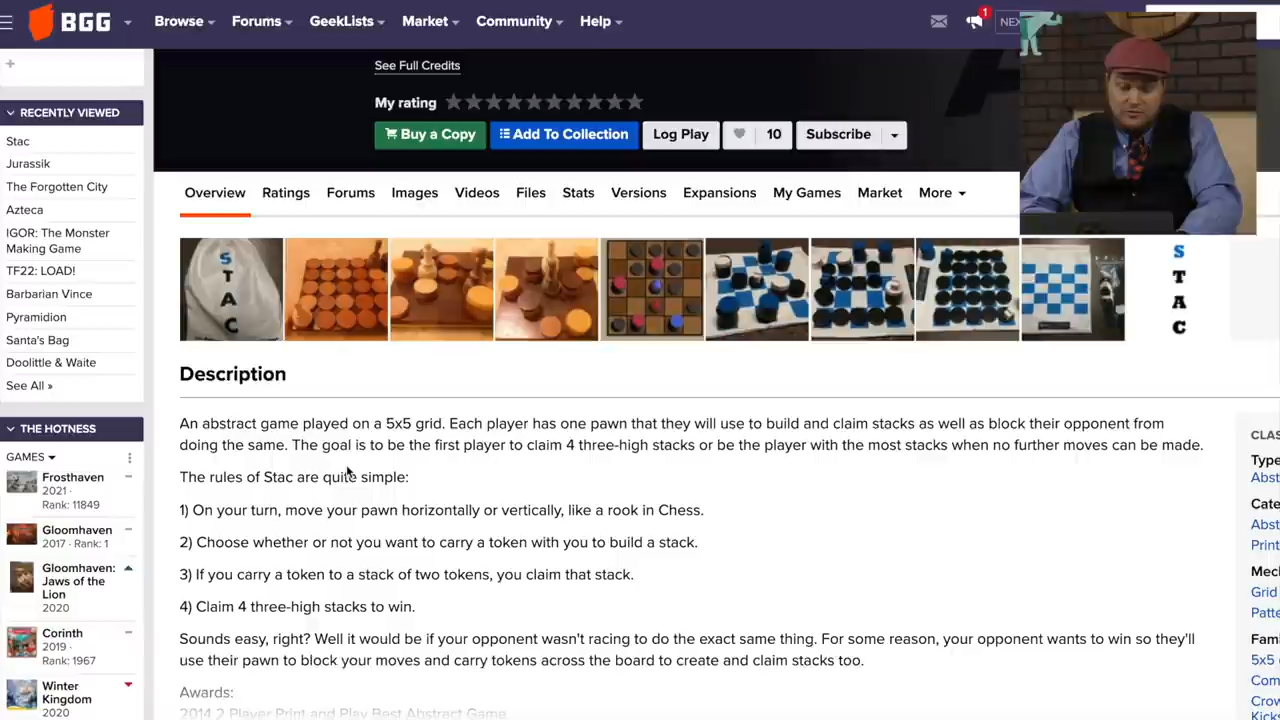 BGG
Browse
Forums
GeekLists
Market
Community
Help
1
See Full Credits
My rating
Buy a Copy
Add To Collection
Log Play
10
Subscribe
RECENTLY VIEWED
Stac
Jurassik
The Forgotten City
Azteca
IGOR: The Monster
Making Game
TF22: LOAD!
Barbarian Vince
Pyramidion
Santa's Bag
Doolittle & Waite
See All »
THE HOTNESS
GAMES
Frosthaven
2021 ·
Rank: 11849
Gloomhaven
2017 · Rank: 1
Gloomhaven:
Jaws of the
Lion
2020
Corinth
2019 ·
Rank: 1967
Winter
Kingdom
2020
Overview
Ratings
Forums
Images
Videos
Files
Stats
Versions
Expansions
My Games
Market
More
S
T
A
C
S
T
A
C
Description
An abstract game played on a 5x5 grid. Each player has one pawn that they will use to build and claim stacks as well as block their opponent from
doing the same. The goal is to be the first player to claim 4 three-high stacks or be the player with the most stacks when no further moves can be made.
The rules of Stac are quite simple:
1) On your turn, move your pawn horizontally or vertically, like a rook in Chess.
2) Choose whether or not you want to carry a token with you to build a stack.
3) If you carry a token to a stack of two tokens, you claim that stack.
4) Claim 4 three-high stacks to win.
Sounds easy, right? Well it would be if your opponent wasn't racing to do the exact same thing. For some reason, your opponent wants to win so they'll
use their pawn to block your moves and carry tokens across the board to create and claim stacks too.
Awards:
2014 2 Player Print and Play Best Abstract Game
Type
Grid
5x5